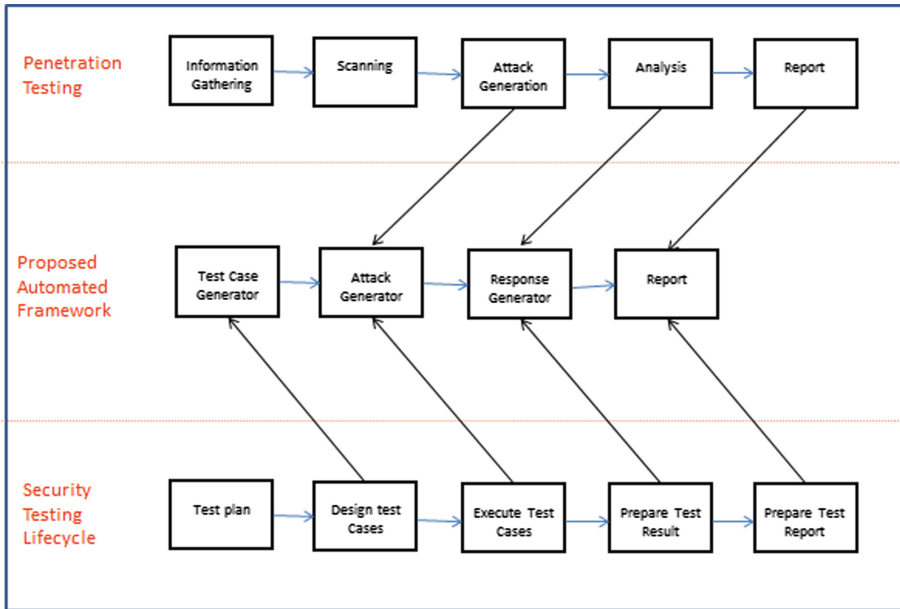 Penetration
Testing
Information
Gathering
Scanning
Attack
Generation
Analysis
Report
Proposed
Automated
Framework
Test Case
Generator
Attack
Generator
Response
Generator
Report
Security
Testing
Lifecycle
Test plan
Design test
Cases
Execute Test
Cases
Prepare Test
Result
Prepare Test
Report